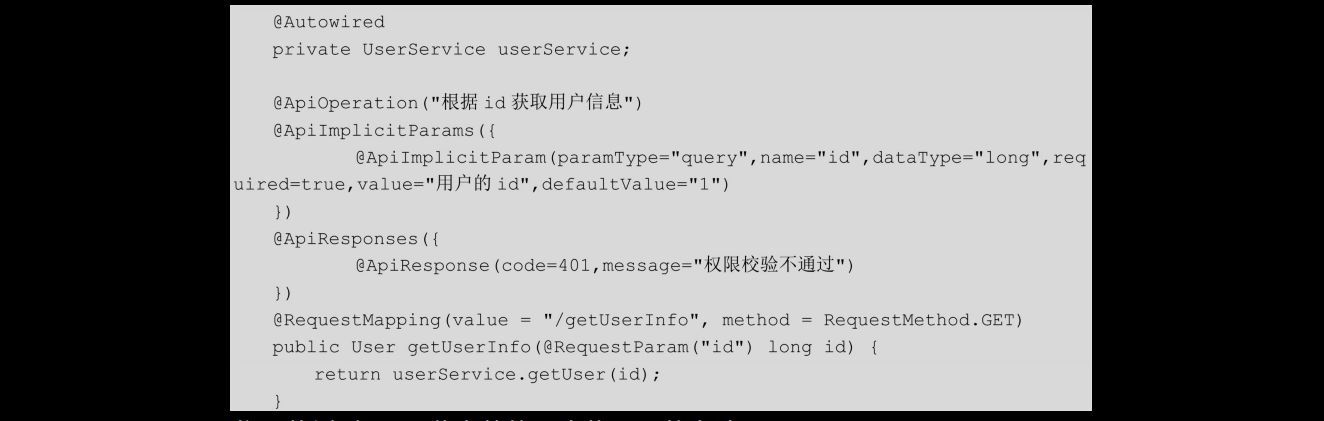 @Autowired
private UserService userService;
@ApiOperation("根据 id 获取用户信息")
@ApiImplicitParams({
@ApiImplicitParam(paramType="query",name="id",dataType="long",req
uired=true,value="用户的 id",defaultValue="1")
})
@ApiResponses({
@ApiResponse(code=401,message="权限校验不通过")
})
@RequestMapping(value = "/getUserInfo", method = RequestMethod.GET)
public User getUserInfo(@RequestParam("id") long id) {
return userService.getUser(id);
}